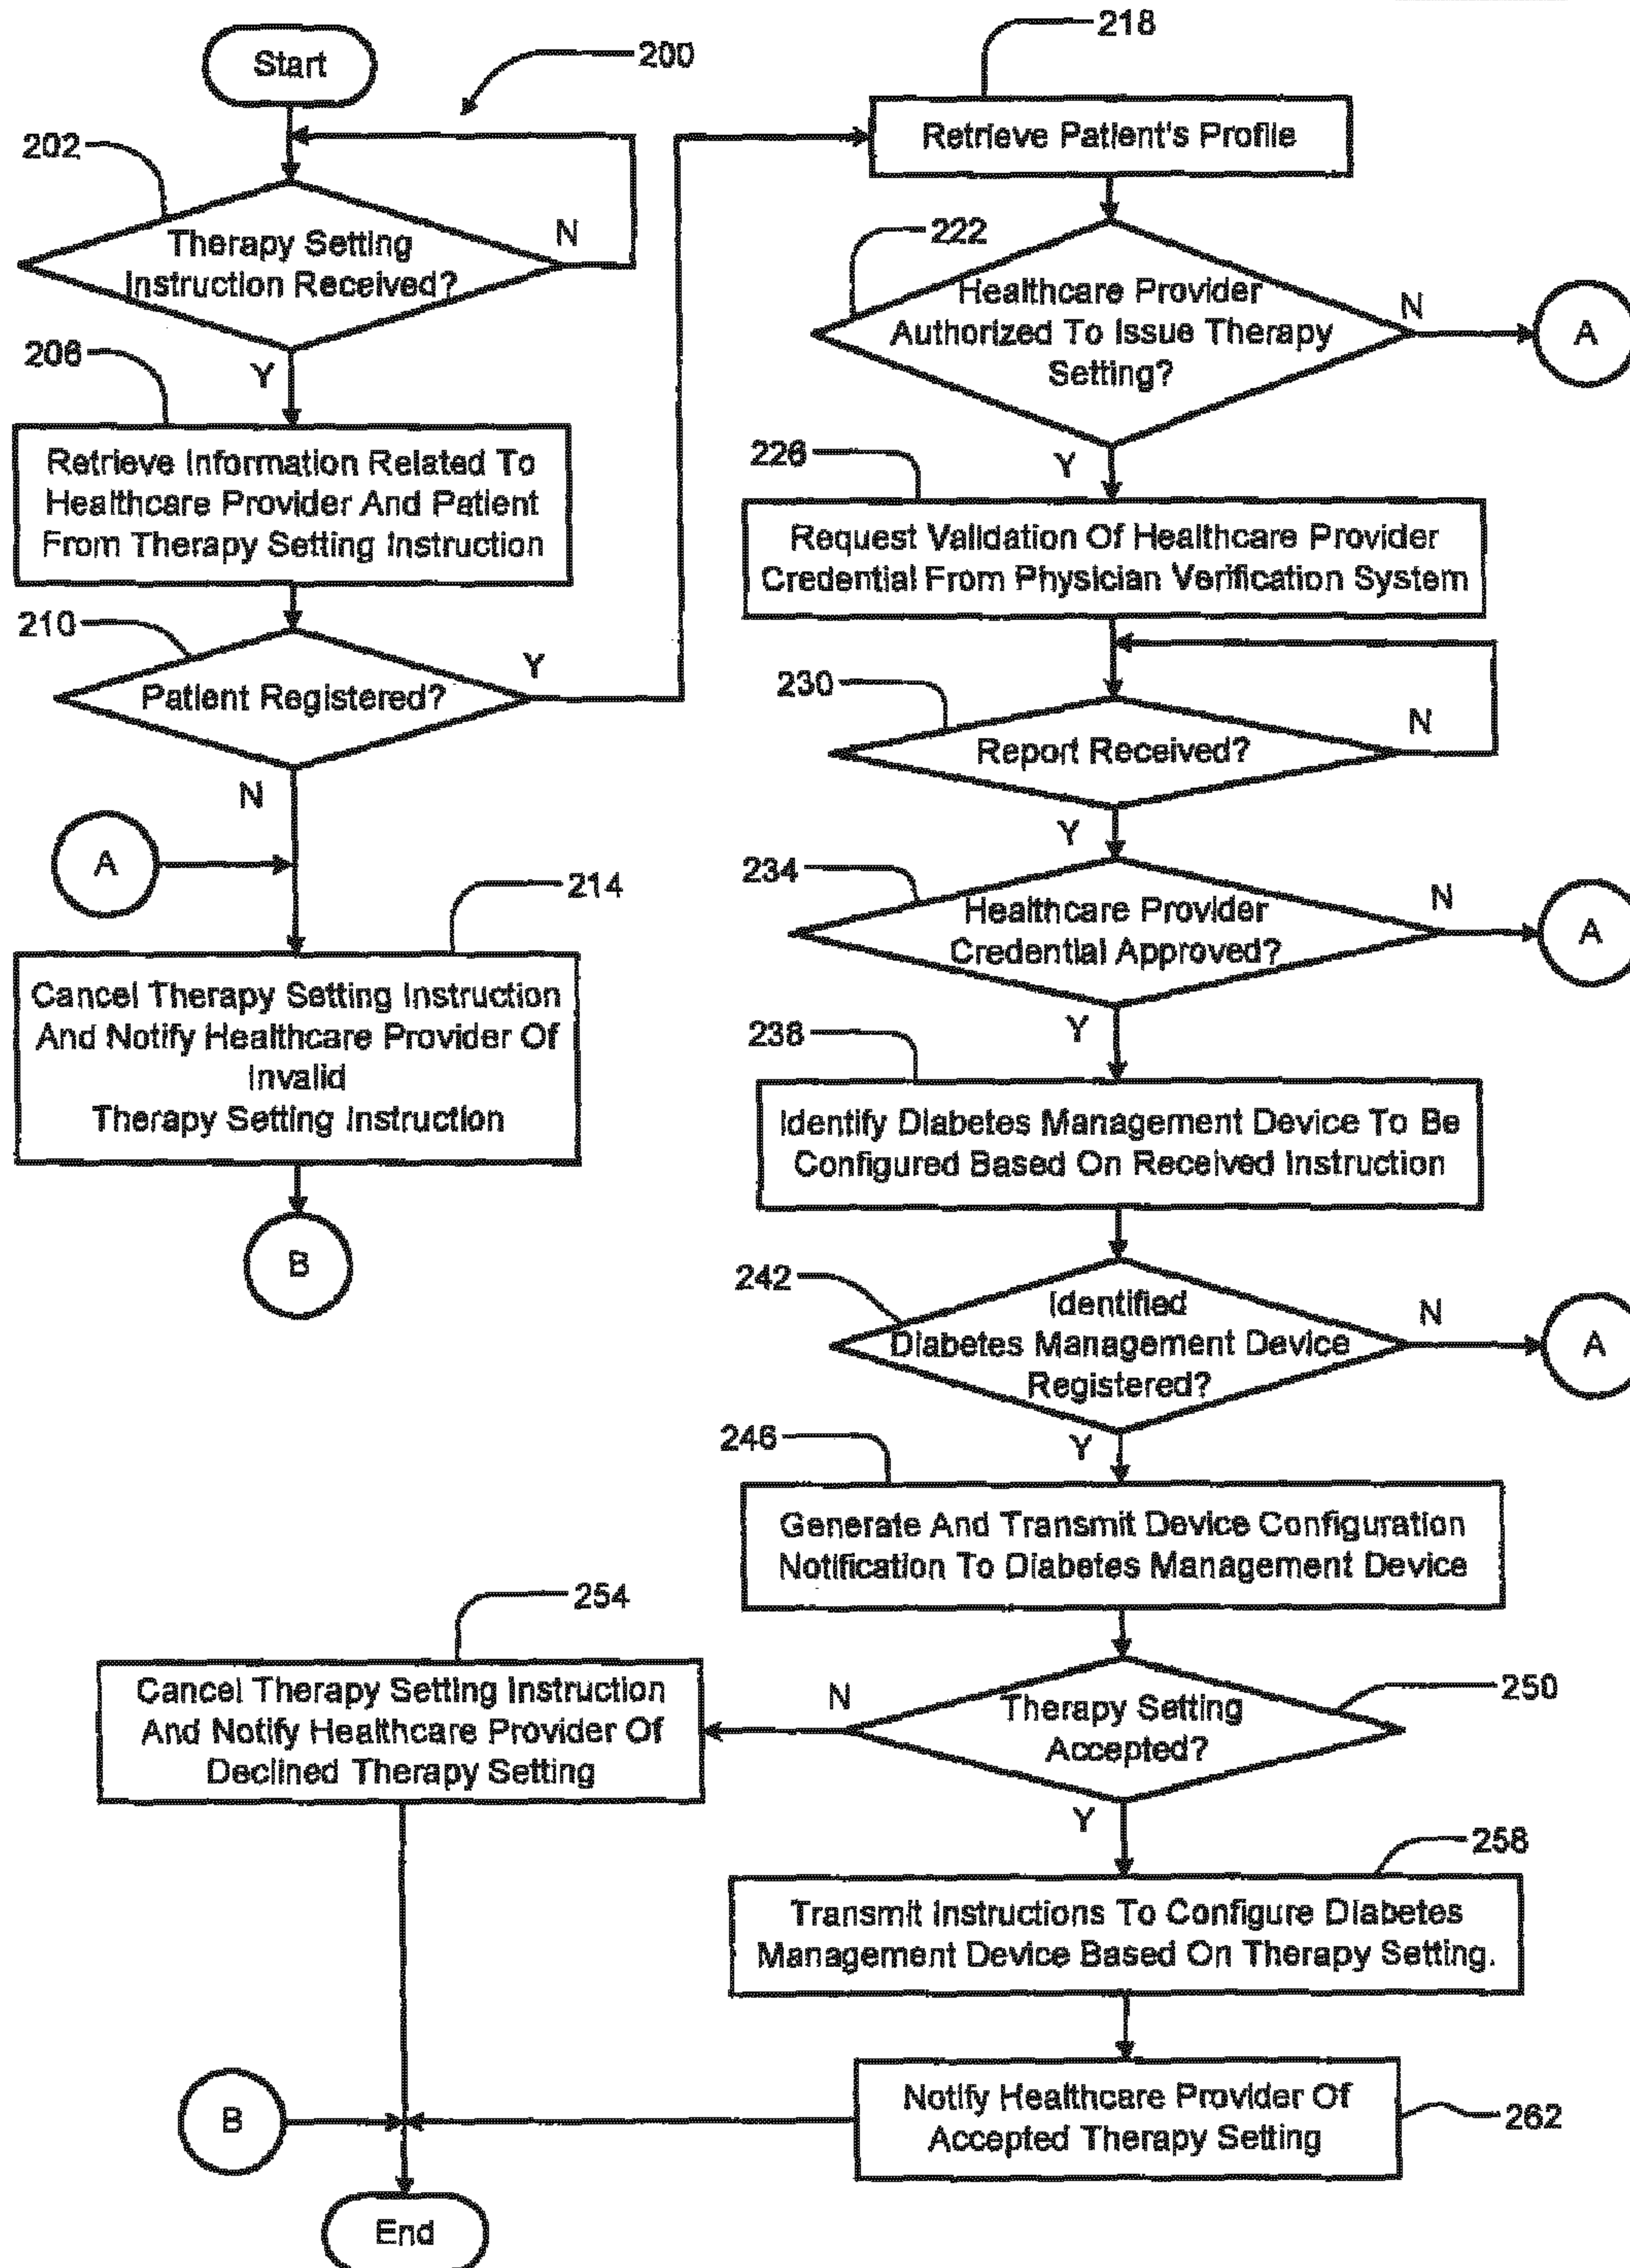 Start
200
202
Therapy Setting
Instruction Received?
N
Y
206
Retrieve Information Related To
Healthcare Provider And Patient
From Therapy Setting Instruction
210
Patient Registered?
Y
N
A
214
Cancel Therapy Setting Instruction
And Notify Healthcare Provider Of
Invalid
Therapy Setting Instruction
B
218
Retrieve Patient's Profile
222
Healthcare Provider
Authorized To Issue Therapy
Setting?
N
A
Y
226
Request Validation Of Healthcare Provider
Credential From Physician Verification System
230
Report Received?
N
Y
234
Healthcare Provider
Credential Approved?
N
A
Y
238
Identify Diabetes Management Device To Be
Configured Based On Received Instruction
242
Identified
Diabetes Management Device
Registered?
N
A
Y
246
Generate And Transmit Device Configuration
Notification To Diabetes Management Device
250
Therapy Setting
Accepted?
N
Y
254
Cancel Therapy Setting Instruction
And Notify Healthcare Provider Of
Declined Therapy Setting
258
Transmit Instructions To Configure Diabetes
Management Device Based On Therapy Setting.
262
Notify Healthcare Provider Of
Accepted Therapy Setting
B
End